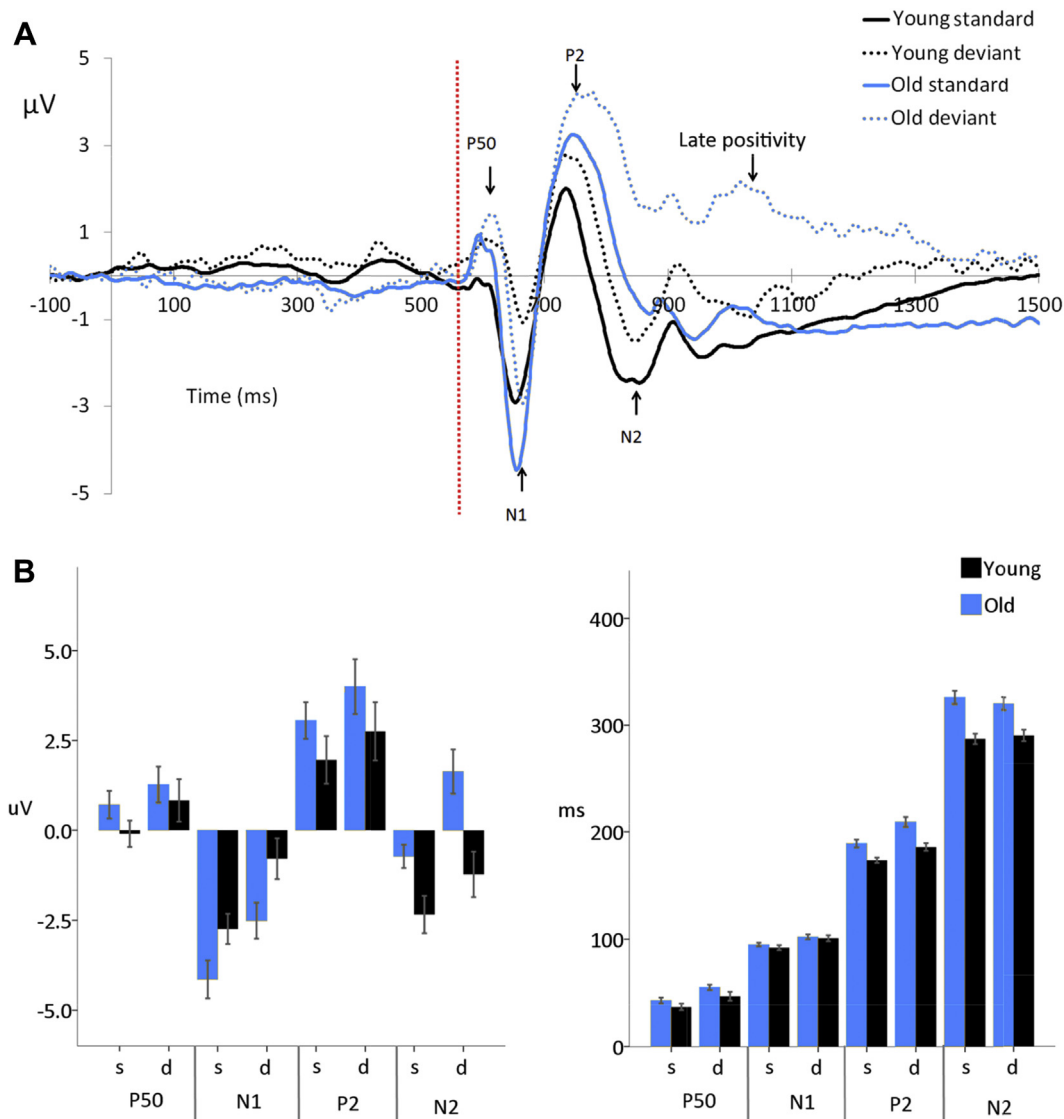 A
Young standard
Young deviant
Old standard
Old deviant
5
µV
P2
3
P50
Late positivity
1
-100 100 300 500 700 900 1100 1300 1500
-1
Time (ms)
-3
N2
-5
N1
B
Young
Old
5.0
2.5
uV
0.0
-2.5
-5.0
s d s d s d s d
P50 N1 P2 N2
400
300
ms
200
100
0
s d s d s d s d
P50 N1 P2 N2